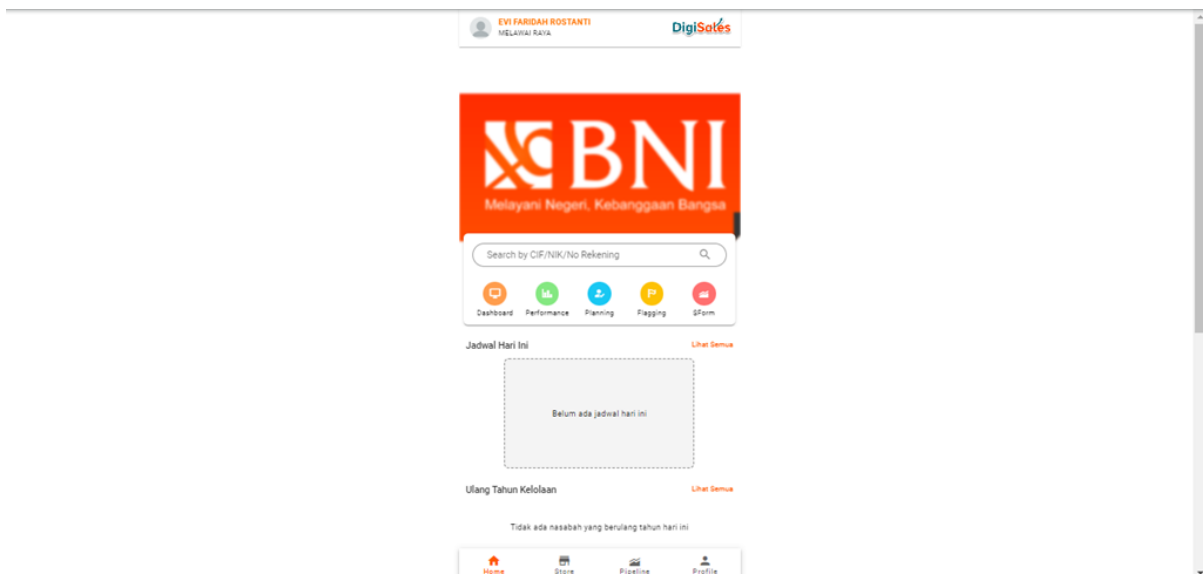 EVI FARIDAH ROSTANTI
MELAWAI RAYA
DigiSales
BNI
Melayani Negeri, Kebanggaan Bangsa
Search by CIF/NIK/No Rekening
Dashboard Performance Planning Flagging SForm
Jadwal Hari Ini Lihat Semua
Belum ada jadwal hari ini
Ulang Tahun Kelolaan Lihat Semua
Tidak ada nasabah yang berulang tahun hari ini
Home Store Pipeline Profile